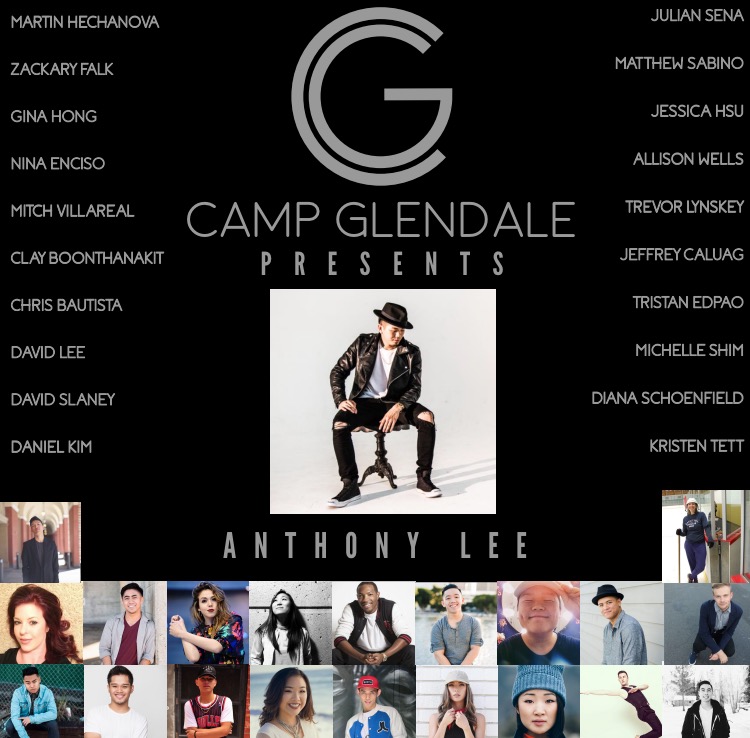 MARTIN HECHANOVA
ZACKARY FALK
GINA HONG
NINA ENCISO
MITCH VILLAREAL
CLAY BOONTHANAKIT
CHRIS BAUTISTA
DAVID LEE
DAVID SLANEY
DANIEL KIM
CG
CAMP GLENDALE
PRESENTS
ANTHONY LEE
JULIAN SENA
MATTHEW SABINO
JESSICA HSU
ALLISON WELLS
TREVOR LYNSKEY
JEFFREY CALUAG
TRISTAN EDPAO
MICHELLE SHIM
DIANA SCHOENFIELD
KRISTEN TETT